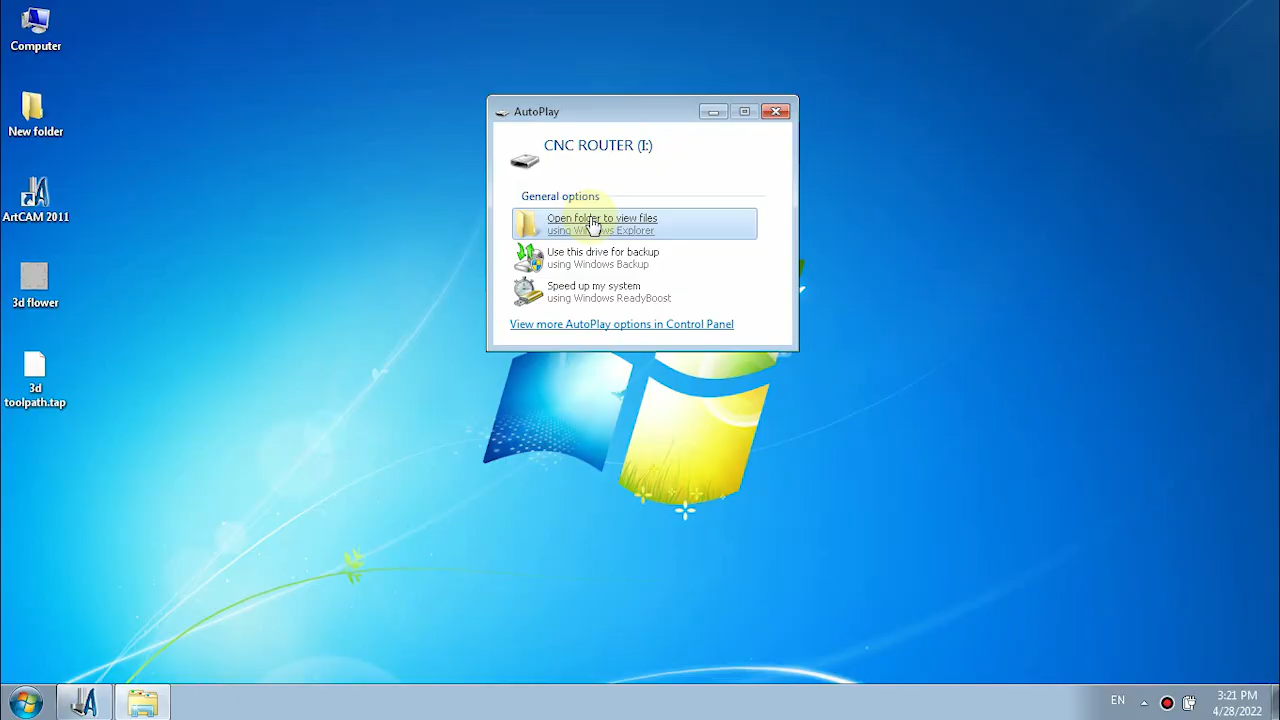 Computer
New folder
ArtCAM 2011
3d flower
3d
toolpath.tap
AutoPlay
CNC ROUTER (I:)
General options
Open folder to view files
using Windows Explorer
Use this drive for backup
using Windows Backup
Speed up my system
using Windows ReadyBoost
View more AutoPlay options in Control Panel
EN
3:21 PM
4/28/2022